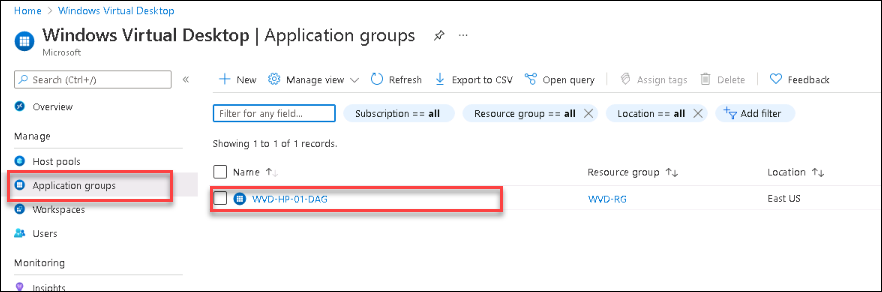 Home > Windows Virtual Desktop
Windows Virtual Desktop | Application groups
Microsoft
Search (Ctrl+/)
Overview
Manage
Host pools
Application groups
Workspaces
Users
Monitoring
Insights
New Manage view Refresh Export to CSV Open query Assign tags Delete Feedback
Filter for any field... Subscription == all Resource group == all Location == all Add filter
Showing 1 to 1 of 1 records.
Name Resource group Location
WVD-HP-01-DAG WVD-RG East US